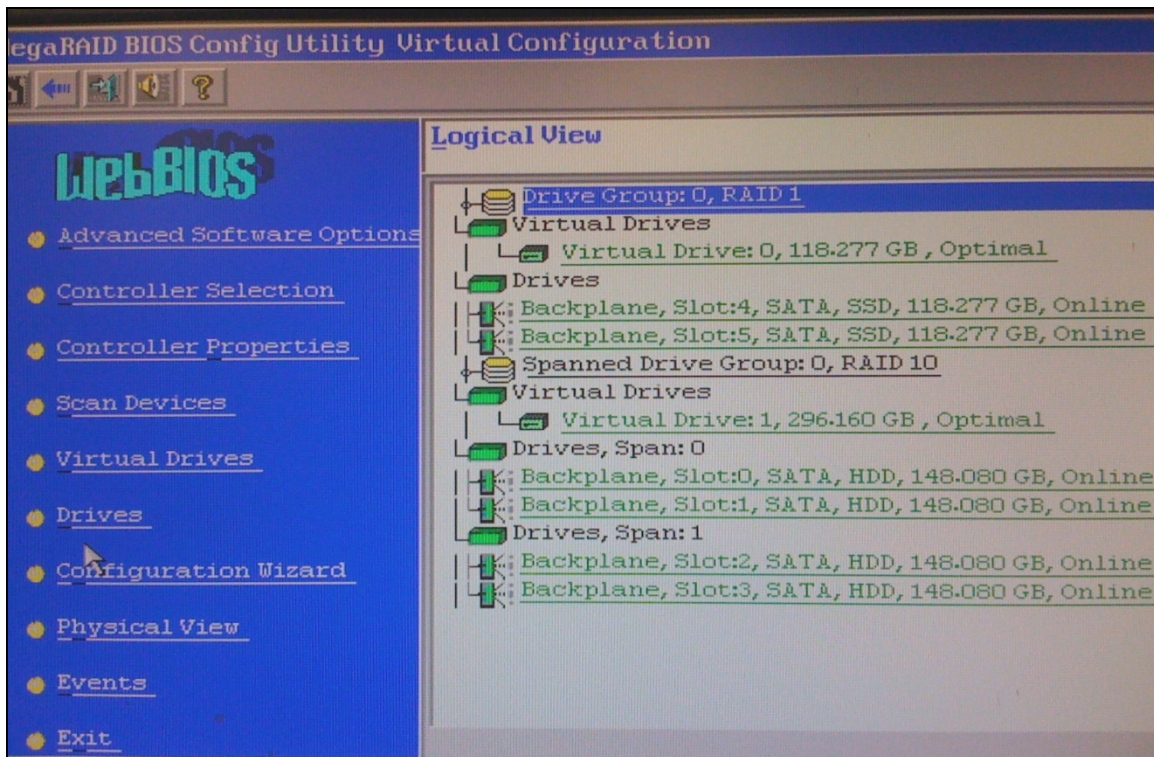 egaRAID BIOS Config Utility Virtual Configuration
WebBIOS
Advanced Software Options
Controller Selection
Controller Properties
Scan Devices
Virtual Drives
Drives
Configuration Wizard
Physical View
Events
Exit
Logical View
Drive Group: 0, RAID 1
Virtual Drives
Virtual Drive: 0, 118.277 GB , Optimal
Drives
Backplane, Slot:4, SATA, SSD, 118.277 GB, Online
Backplane, Slot:5, SATA, SSD, 118.277 GB, Online
Spanned Drive Group: 0, RAID 10
Virtual Drives
Virtual Drive: 1, 296.160 GB , Optimal
Drives, Span: 0
Backplane, Slot:0, SATA, HDD, 148.080 GB, Online
Backplane, Slot:1, SATA, HDD, 148.080 GB, Online
Drives, Span: 1
Backplane, Slot:2, SATA, HDD, 148.080 GB, Online
Backplane, Slot:3, SATA, HDD, 148.080 GB, Online